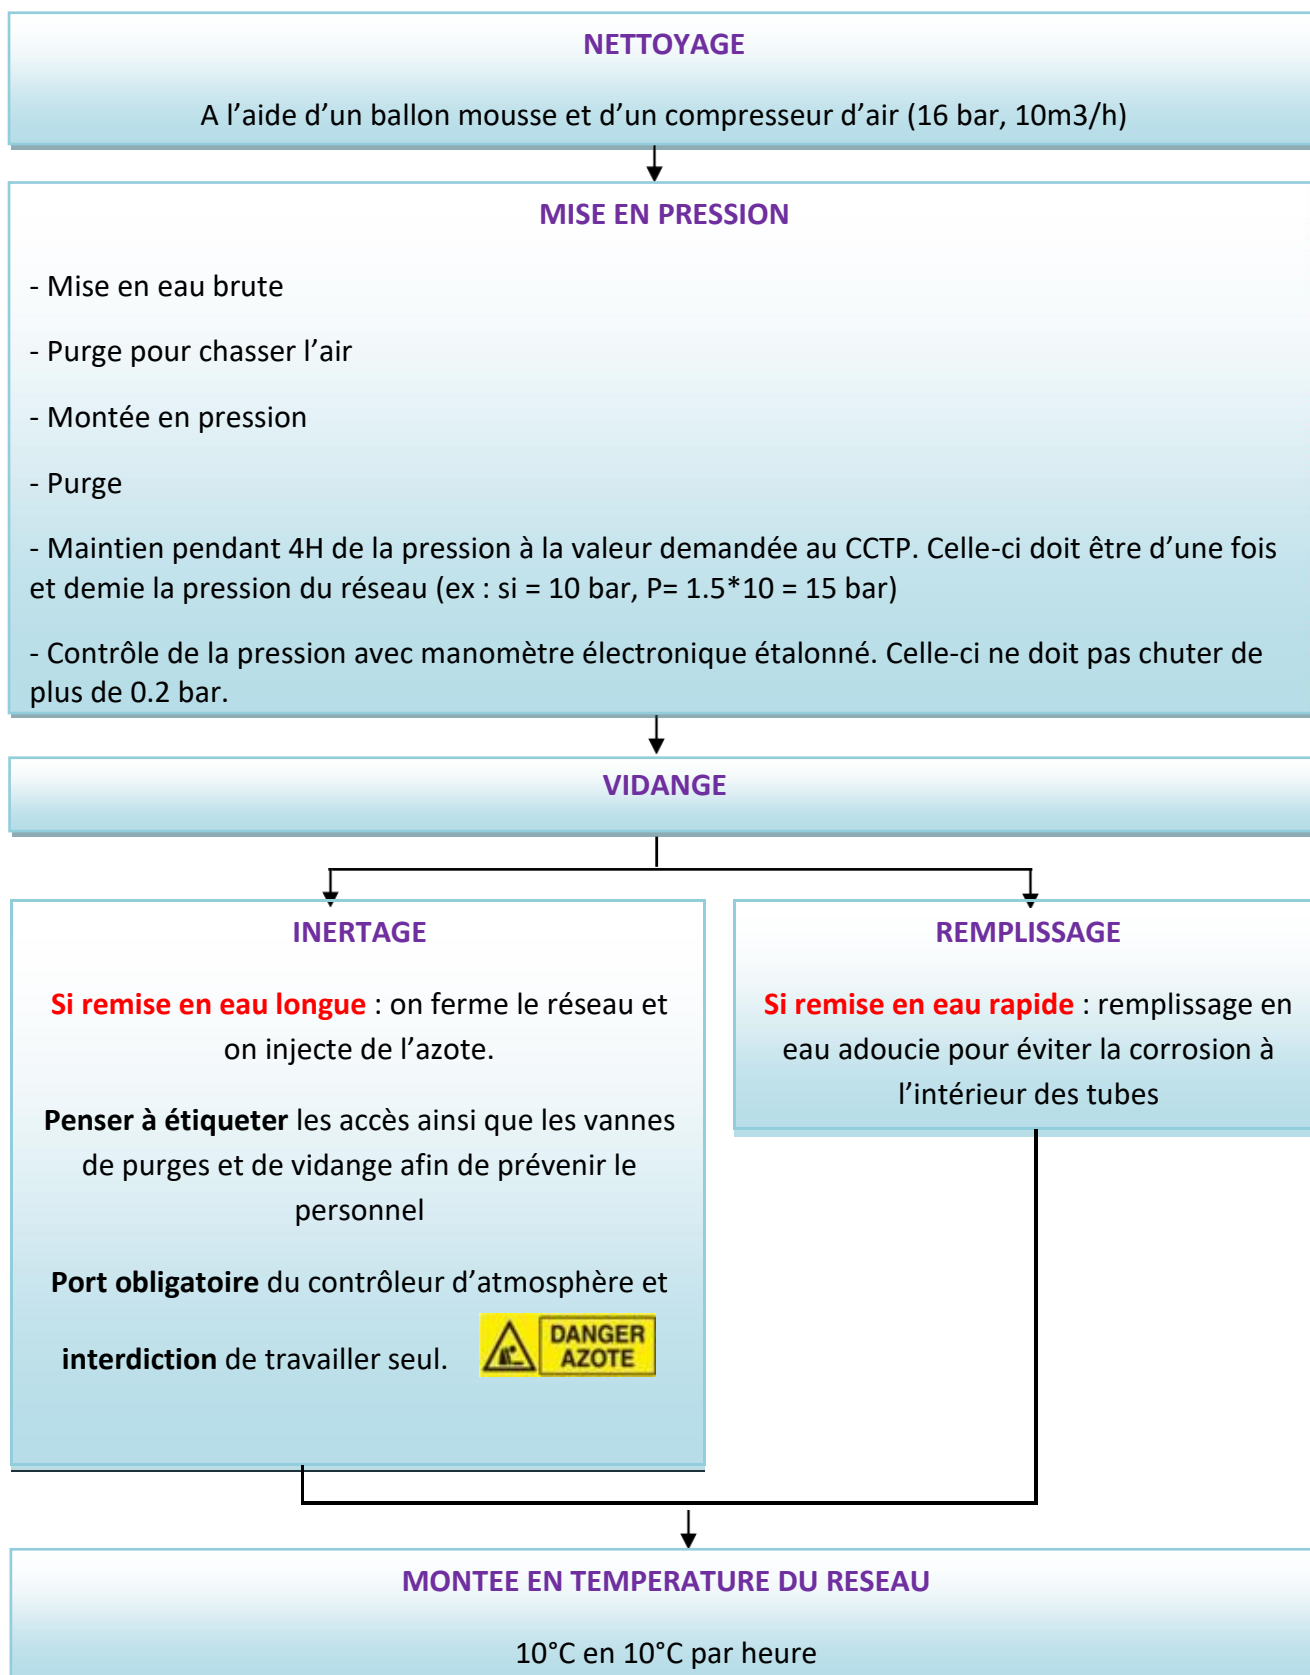 NETTOYAGE
A l’aide d’un ballon mousse et d’un compresseur d’air (16 bar, 10m3/h)
MISE EN PRESSION
- Mise en eau brute
- Purge pour chasser l’air
- Montée en pression
- Purge
- Maintien pendant 4H de la pression à la valeur demandée au CCTP. Celle-ci doit être d’une fois
et demie la pression du réseau (ex : si = 10 bar, P= 1.5*10 = 15 bar)
- Contrôle de la pression avec manomètre électronique étalonné. Celle-ci ne doit pas chuter de
plus de 0.2 bar.
VIDANGE
INERTAGE
Si remise en eau longue : on ferme le réseau et
on injecte de l’azote.
Penser à étiqueter les accès ainsi que les vannes
de purges et de vidange afin de prévenir le
personnel
Port obligatoire du contrôleur d’atmosphère et
interdiction de travailler seul.
DANGER
AZOTE
REMPLISSAGE
Si remise en eau rapide : remplissage en
eau adoucie pour éviter la corrosion à
l’intérieur des tubes
MONTEE EN TEMPERATURE DU RESEAU
10°C en 10°C par heure